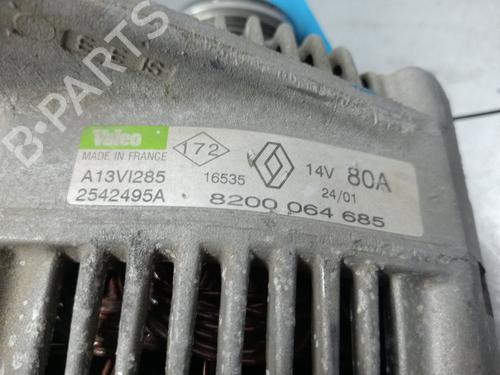 B-PARTS
Valeo
MADE IN FRANCE
172
A13VI285
2542495A
16535
14V 80A
24/01
8200 064 685